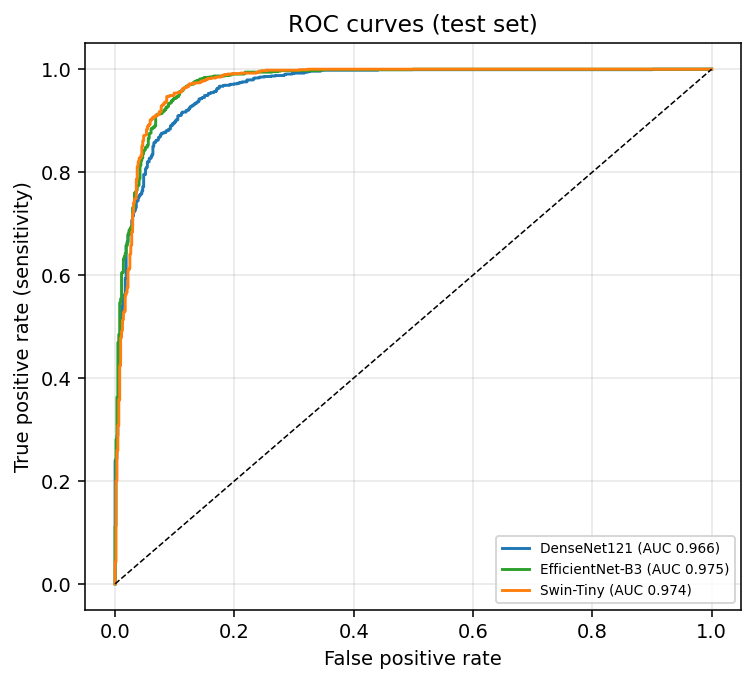 ROC curves (test set)
True positive rate (sensitivity)
1.0
0.8
0.6
0.4
0.2
0.0
0.0 0.2 0.4 0.6 0.8 1.0
False positive rate
DenseNet121 (AUC 0.966)
EfficientNet-B3 (AUC 0.975)
Swin-Tiny (AUC 0.974)